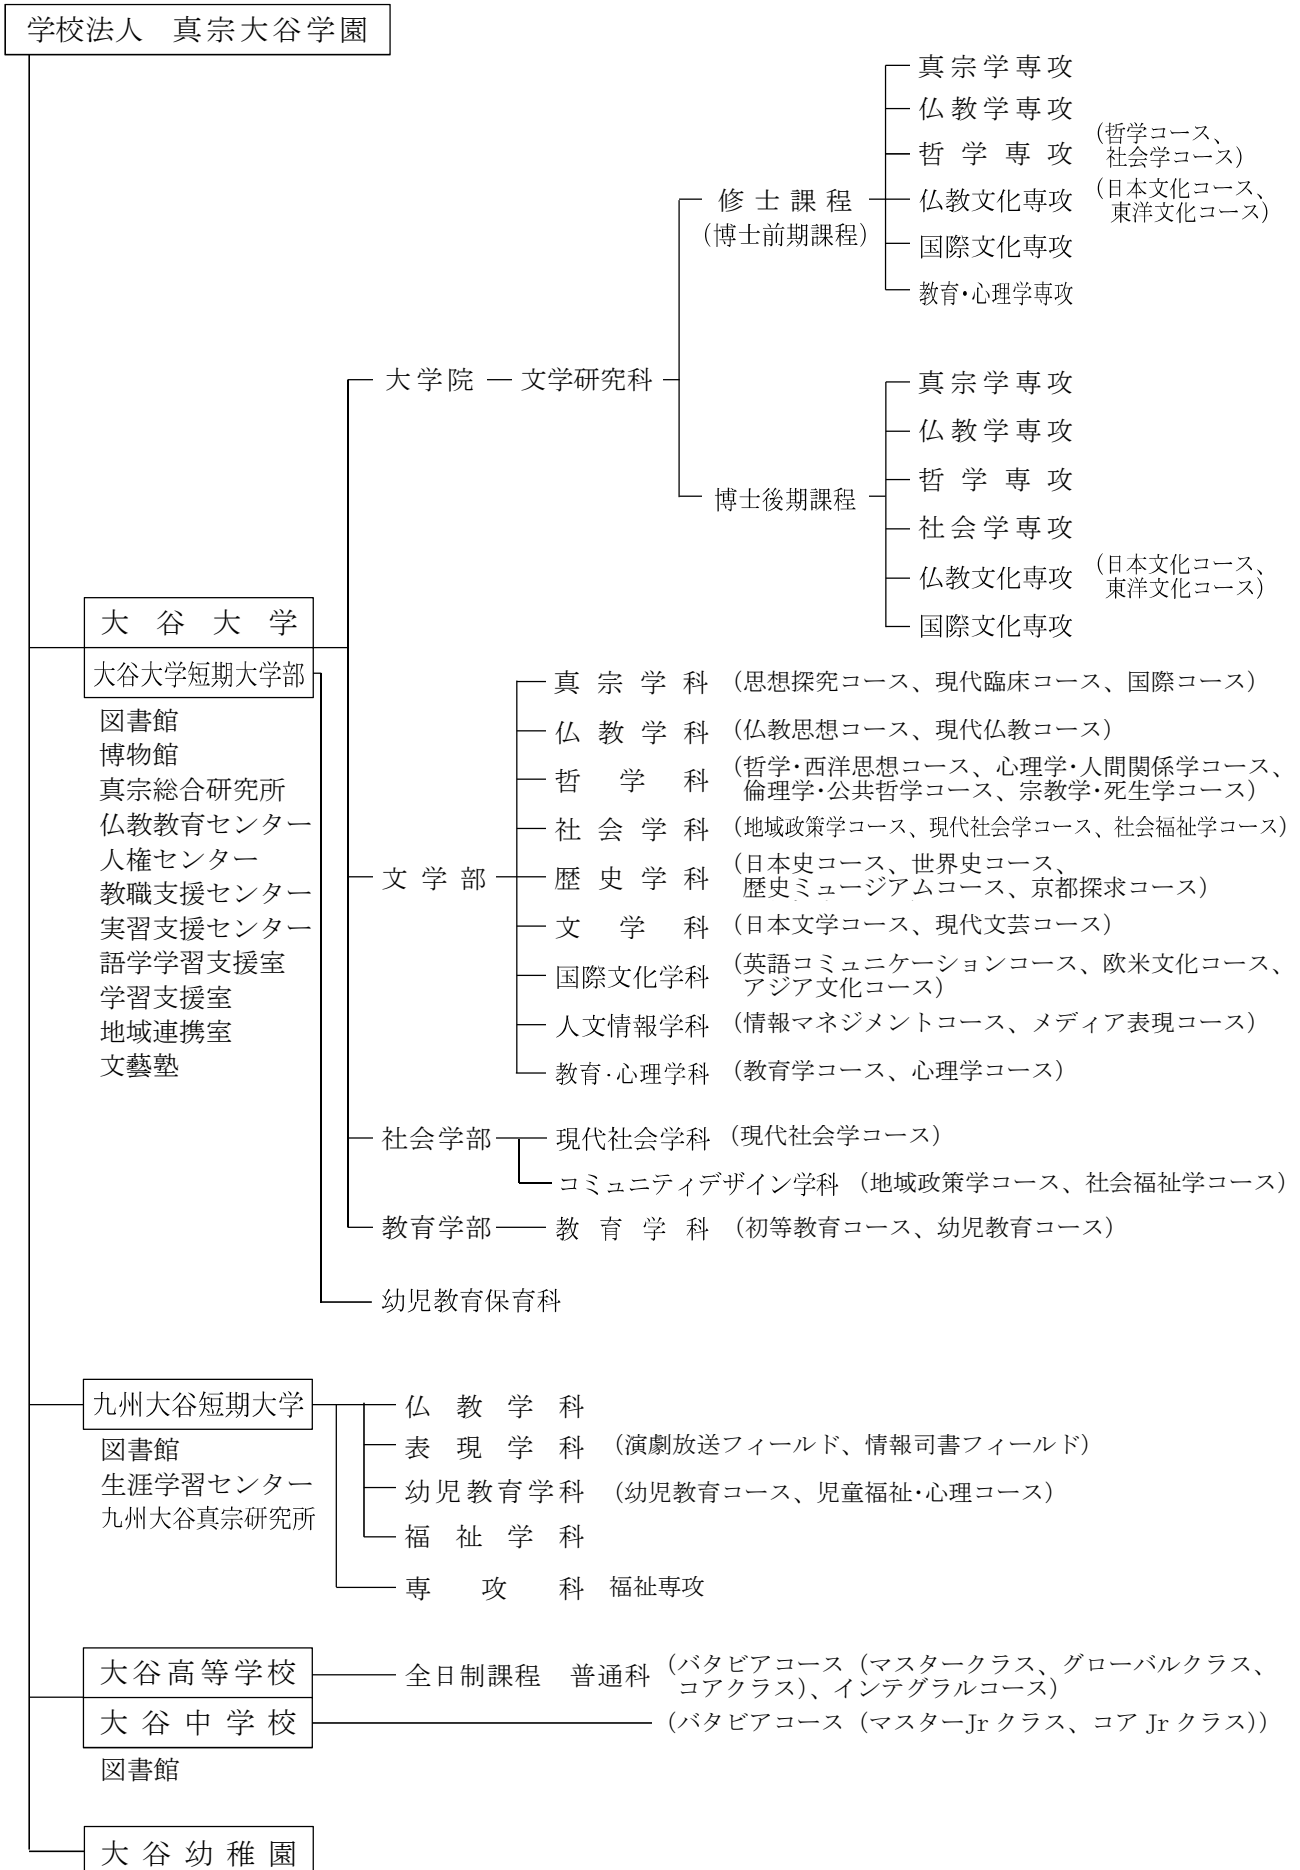 学校法人　真宗大谷学園
真宗学専攻
仏教学専攻
哲学専攻
（哲学コース、
社会学コース）
修士課程
（博士前期課程）
仏教文化専攻
（日本文化コース、
東洋文化コース）
国際文化専攻
教育・心理学専攻
大学院
文学研究科
真宗学専攻
仏教学専攻
哲学専攻
博士後期課程
社会学専攻
仏教文化専攻
（日本文化コース、
東洋文化コース）
国際文化専攻
大谷大学
大谷大学短期大学部
図書館
博物館
真宗総合研究所
仏教教育センター
人権センター
教職支援センター
実習支援センター
語学学習支援室
学習支援室
地域連携室
文藝塾
文学部
真宗学科（思想探究コース、現代臨床コース、国際コース）
仏教学科（仏教思想コース、現代仏教コース）
哲学科（哲学・西洋思想コース、心理学・人間関係学コース、
倫理学・公共哲学コース、宗教学・死生学コース）
社会学科（地域政策学コース、現代社会学コース、社会福祉学コース）
歴史学科（日本史コース、世界史コース、
歴史ミュージアムコース、京都探求コース）
文学科（日本文学コース、現代文芸コース）
国際文化学科（英語コミュニケーションコース、欧米文化コース、
アジア文化コース）
人文情報学科（情報マネジメントコース、メディア表現コース）
教育・心理学科（教育学コース、心理学コース）
社会学部
現代社会学科（現代社会学コース）
コミュニティデザイン学科（地域政策学コース、社会福祉学コース）
教育学部
教育学科（初等教育コース、幼児教育コース）
幼児教育保育科
九州大谷短期大学
図書館
生涯学習センター
九州大谷真宗研究所
仏教学科
表現学科（演劇放送フィールド、情報司書フィールド）
幼児教育学科（幼児教育コース、児童福祉・心理コース）
福祉学科
専攻科　福祉専攻
大谷高等学校
全日制課程　普通科（バタビアコース（マスタークラス、グローバルクラス、
コアクラス）、インテグラルコース）
大谷中学校
（バタビアコース（マスターJrクラス、コア Jr クラス））
図書館
大谷幼稚園